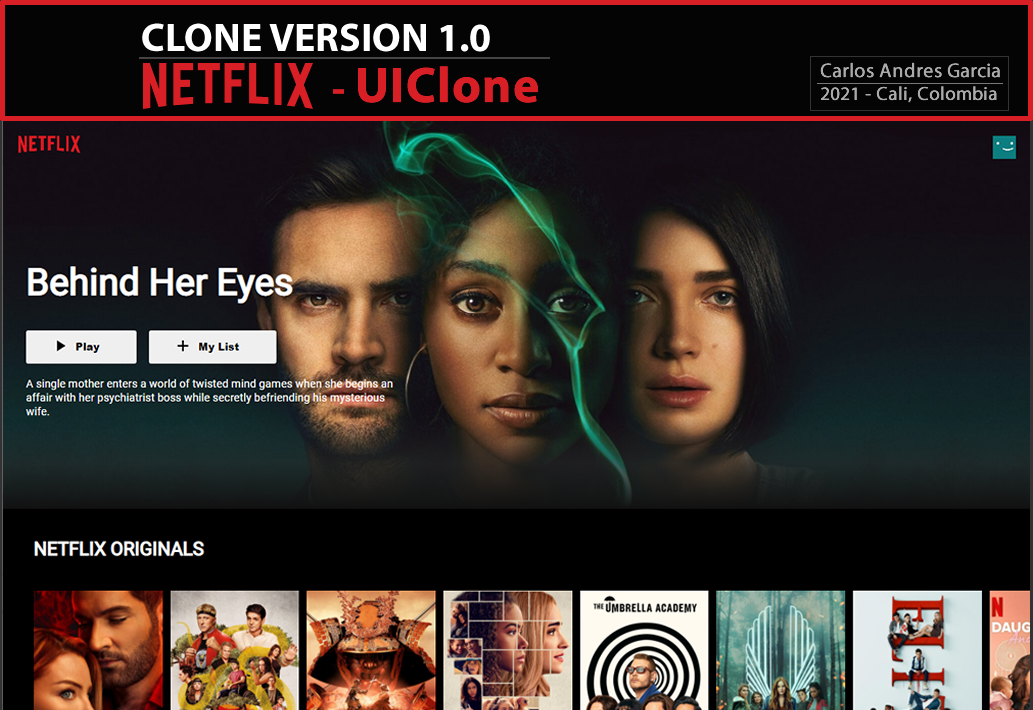 CLONE VERSION 1.0
NETFLIX - UIClone
Carlos Andres Garcia
2021 - Cali, Colombia
NETFLIX
Behind Her Eyes
Play
My List
A single mother enters a world of twisted mind games when she begins an
affair with her psychiatrist boss while secretly befriending his mysterious
wife.
NETFLIX ORIGINALS
THE UMBRELLA ACADEMY
N
DAUG